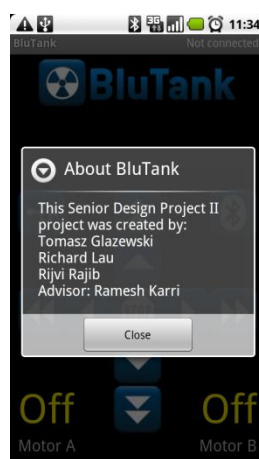 3G
11:34
BluTank Not connected
BluTank
About BluTank
This Senior Design Project II
project was created by:
Tomasz Glazewski
Richard Lau
Rijvi Rajib
Advisor: Ramesh Karri
Close
Off Off
Motor A Motor B